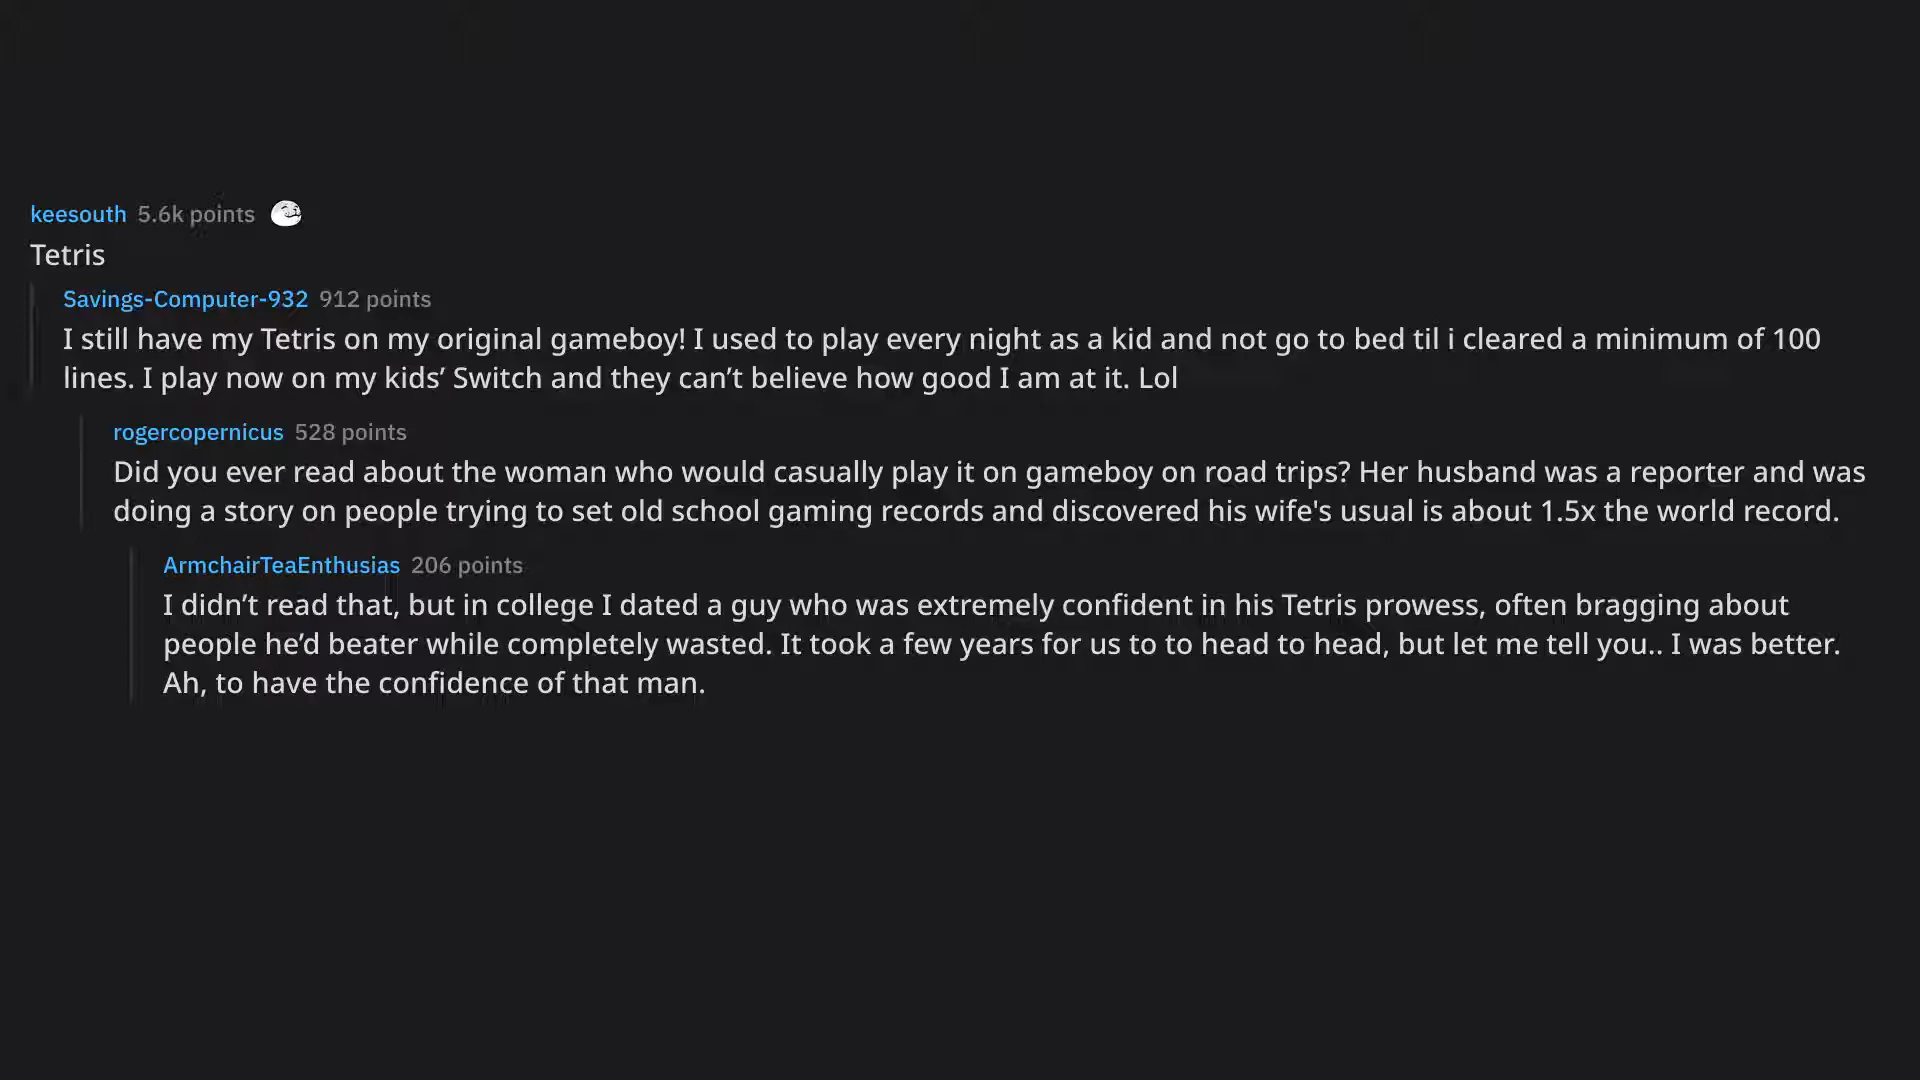 keesouth 5.6k points
Tetris
Savings-Computer-932 912 points
I still have my Tetris on my original gameboy! I used to play every night as a kid and not go to bed til i cleared a minimum of 100
lines. I play now on my kids’ Switch and they can’t believe how good I am at it. Lol
rogercopernicus 528 points
Did you ever read about the woman who would casually play it on gameboy on road trips? Her husband was a reporter and was
doing a story on people trying to set old school gaming records and discovered his wife's usual is about 1.5x the world record.
ArmchairTeaEnthusias 206 points
I didn’t read that, but in college I dated a guy who was extremely confident in his Tetris prowess, often bragging about
people he’d beater while completely wasted. It took a few years for us to to head to head, but let me tell you.. I was better.
Ah, to have the confidence of that man.